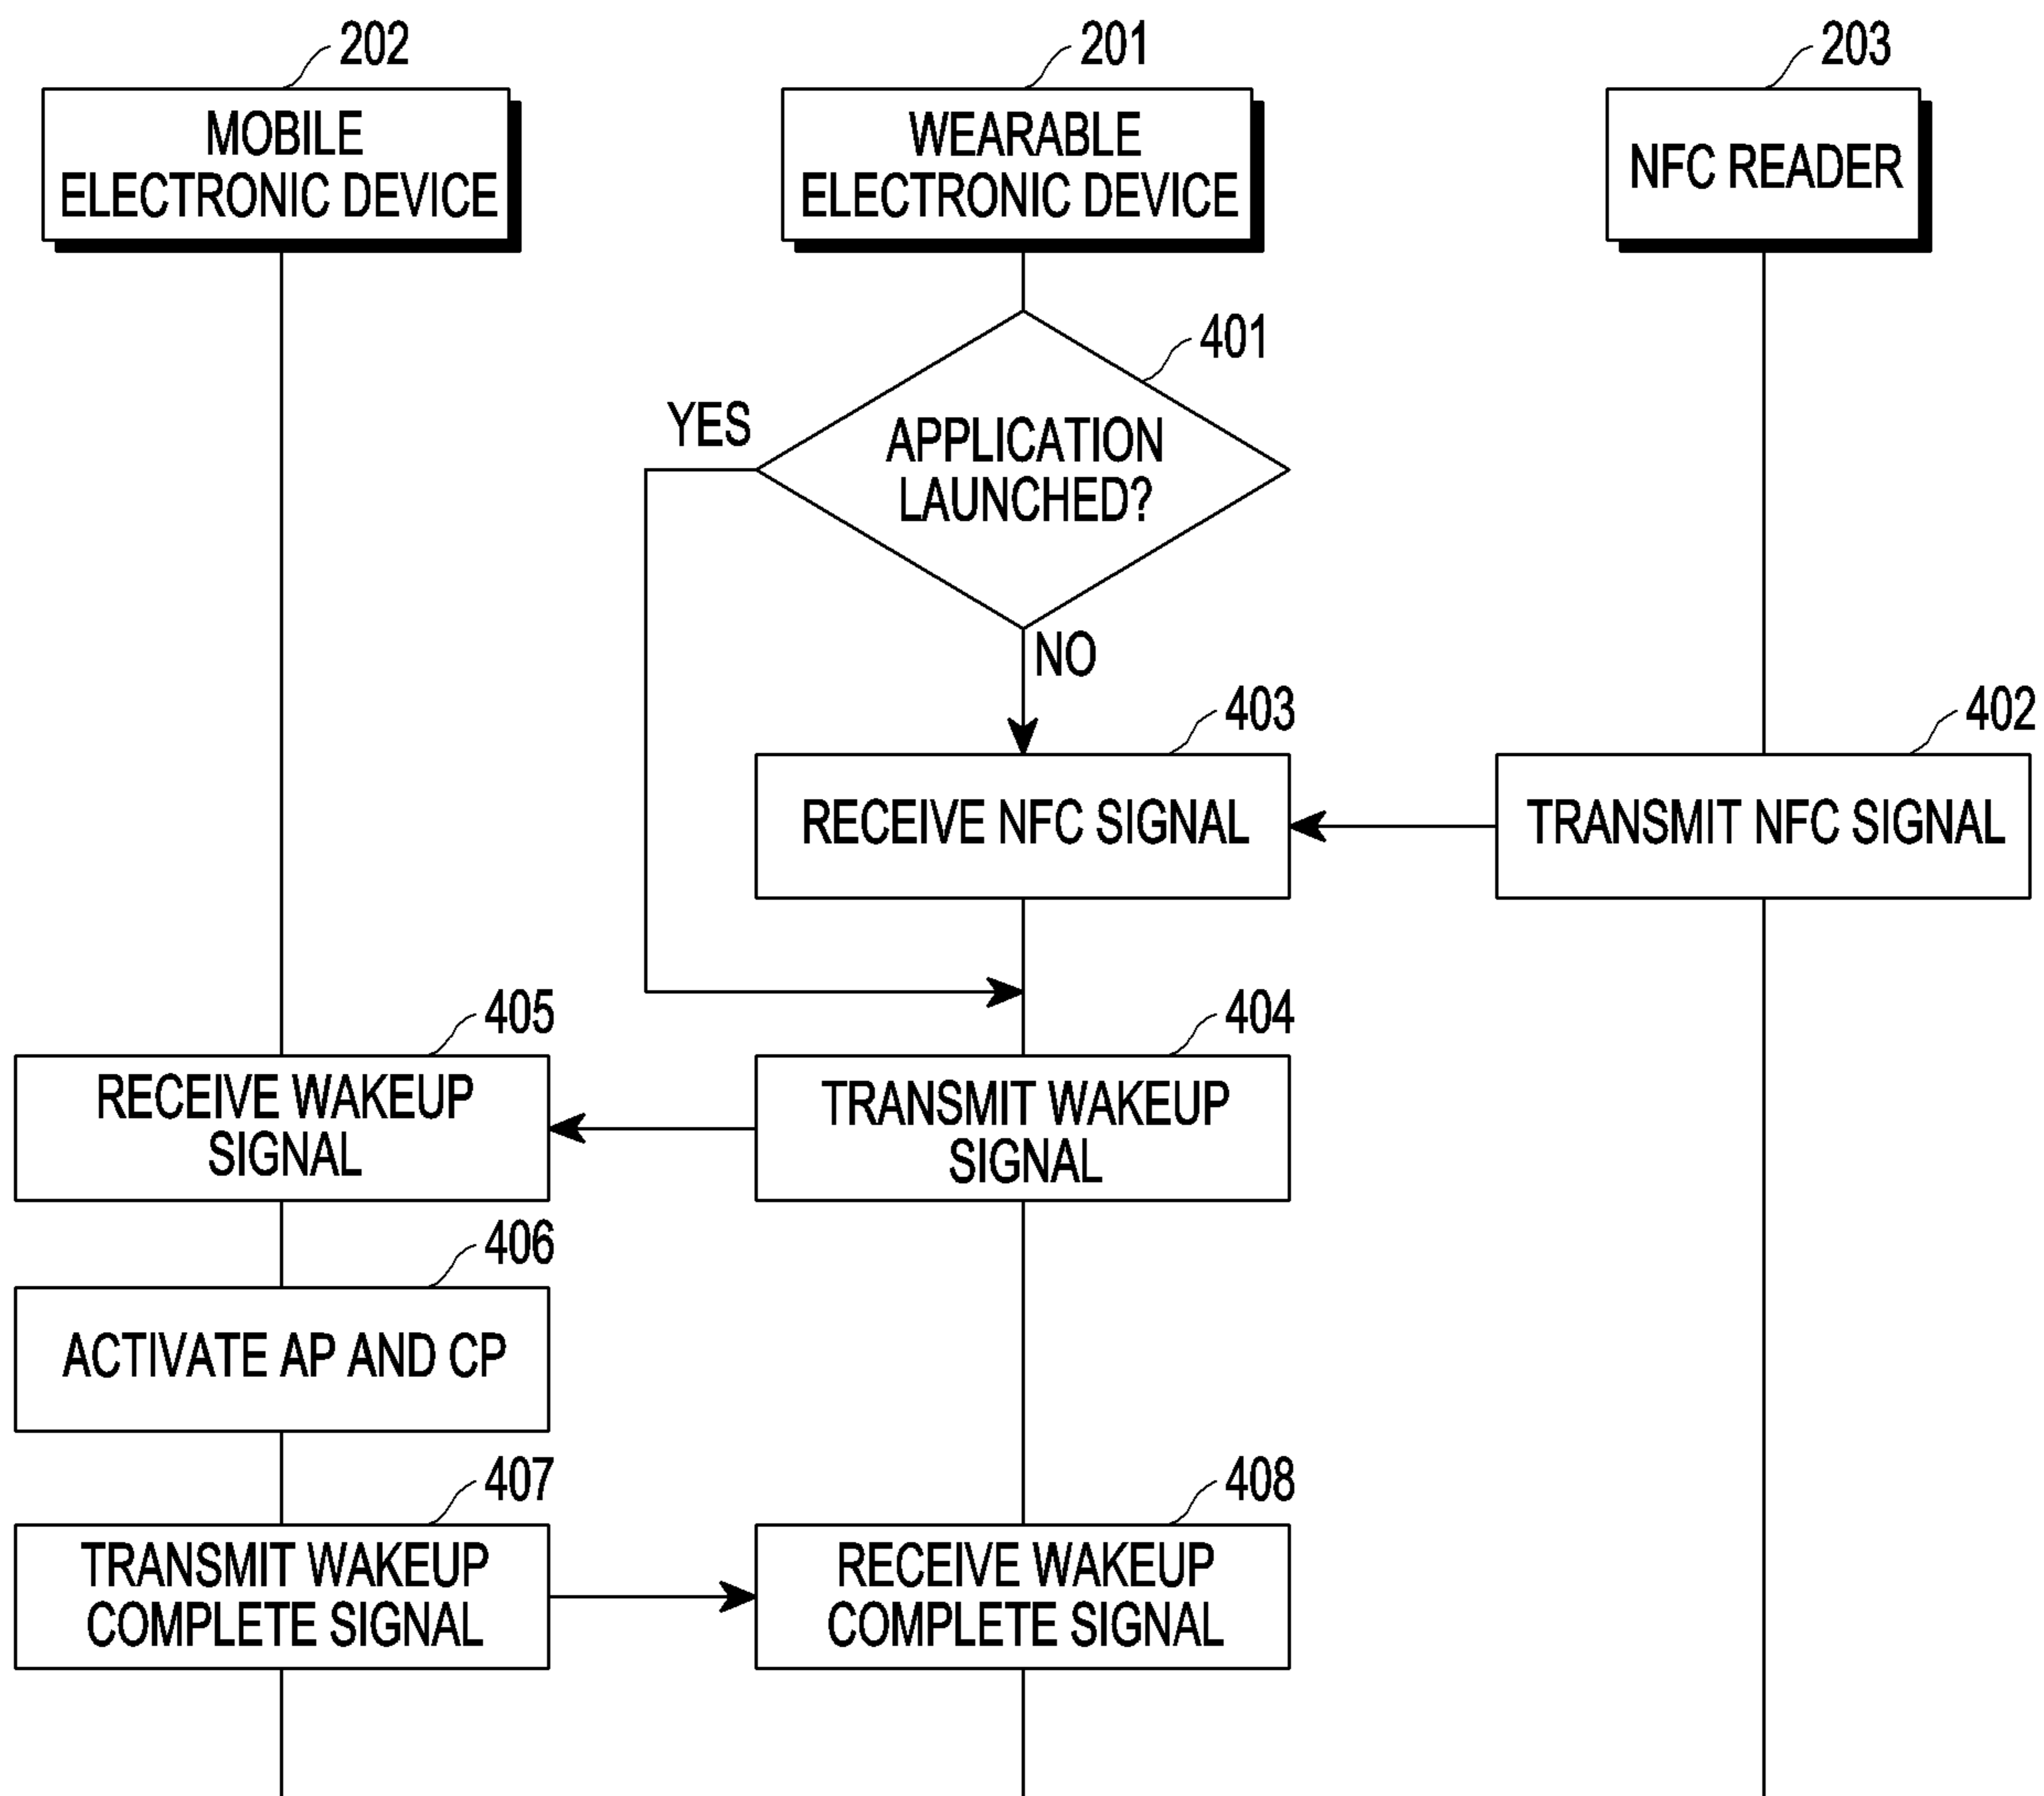 202
201
203
MOBILE
ELECTRONIC DEVICE
WEARABLE
ELECTRONIC DEVICE
NFC READER
401
YES
APPLICATION
LAUNCHED?
NO
403
402
RECEIVE NFC SIGNAL
TRANSMIT NFC SIGNAL
405
404
RECEIVE WAKEUP
SIGNAL
TRANSMIT WAKEUP
SIGNAL
406
ACTIVATE AP AND CP
407
408
TRANSMIT WAKEUP
COMPLETE SIGNAL
RECEIVE WAKEUP
COMPLETE SIGNAL